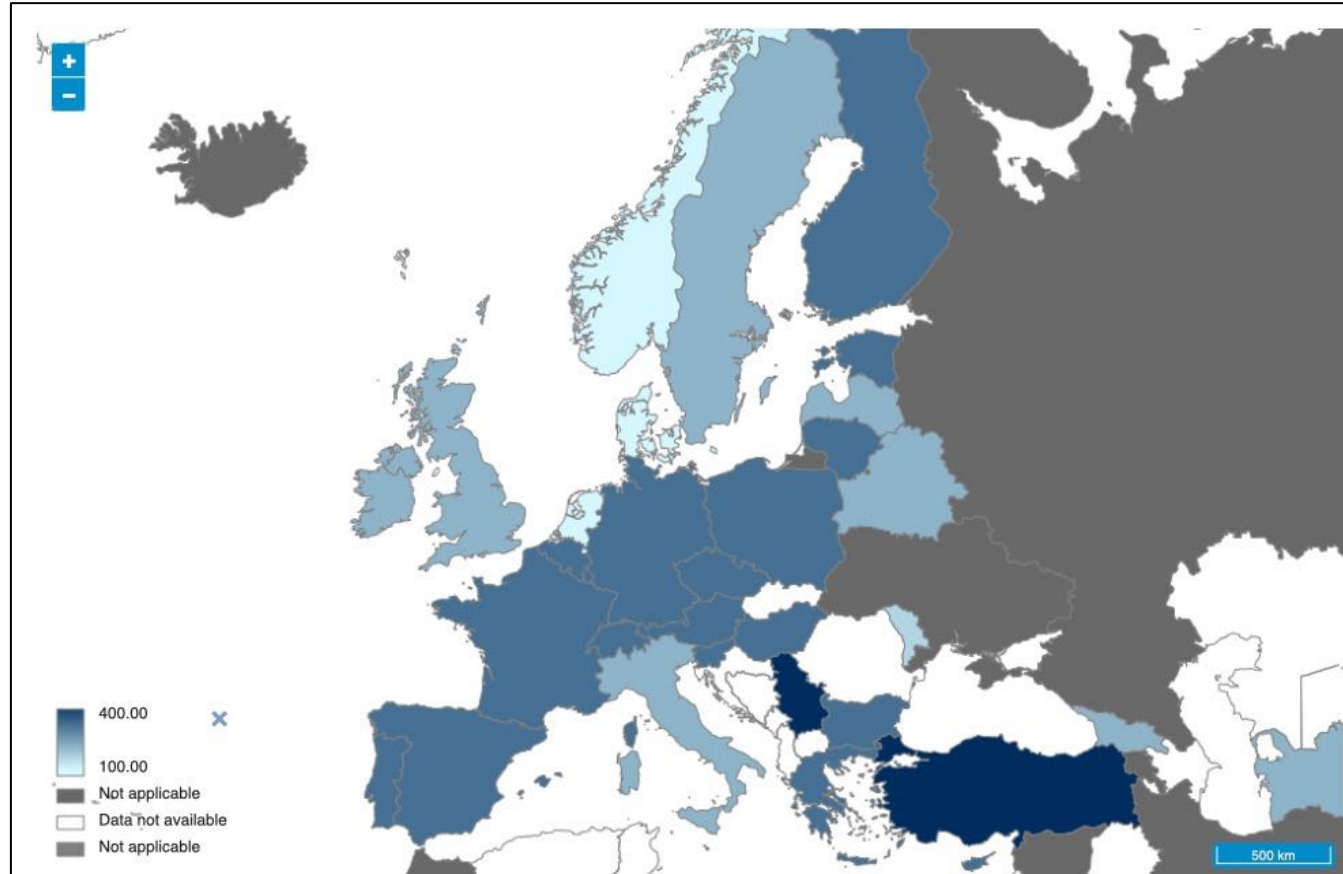 +
−
400.00
100.00
Not applicable
Data not available
Not applicable
500 km